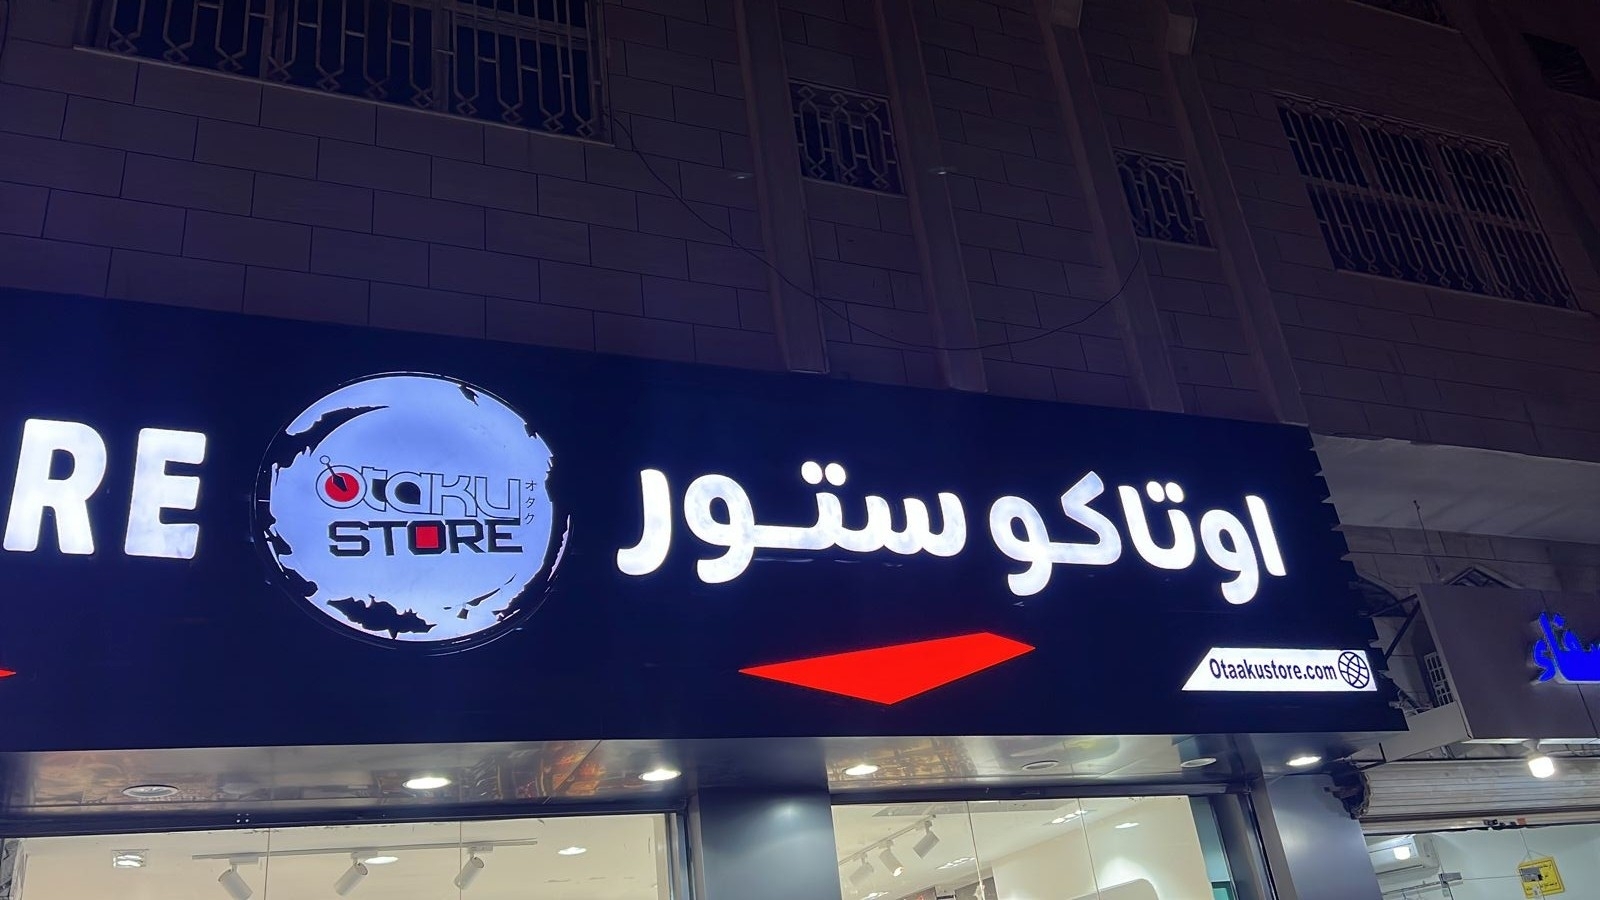 RE
otaku
オタク
STORE
اوتاكو ستور
Otaakustore.com